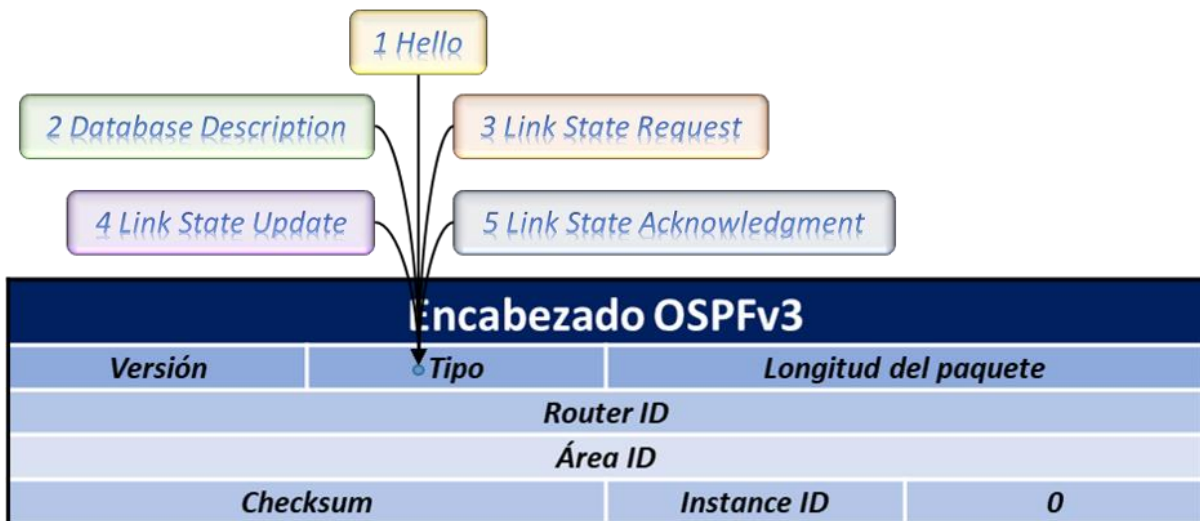 1 Hello
2 Database Description
3 Link State Request
4 Link State Update
5 Link State Acknowledgment
Encabezado OSPFv3
Versión Tipo Longitud del paquete
Router ID
Área ID
Checksum Instance ID 0